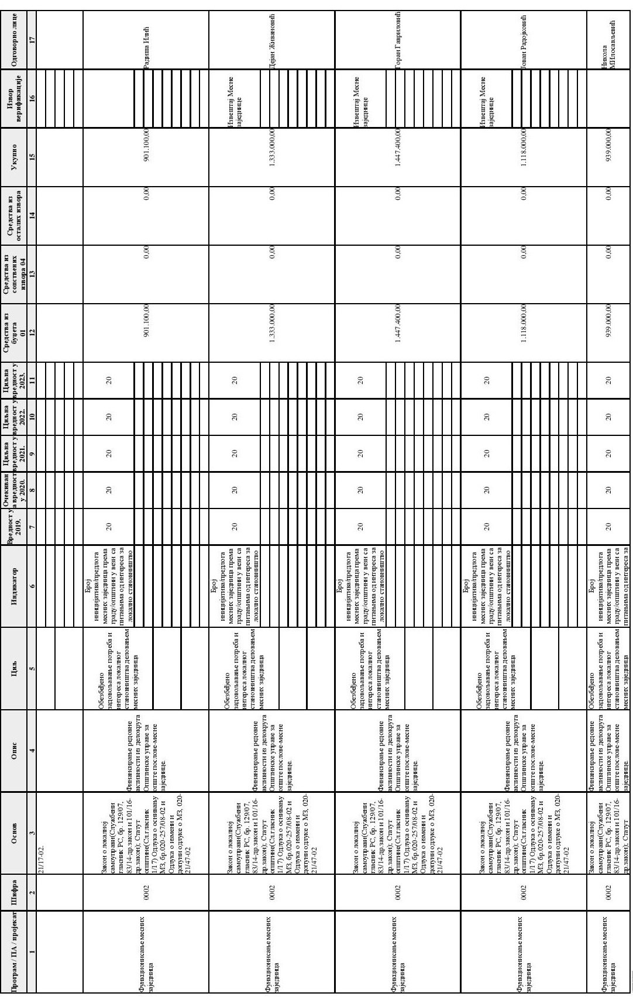 Програм / ПА / пројекат
Шифра
Основ
Опис
Циљ
Индикатор
Вредност у
2019.
Очекиван
а вредност
у 2020.
Циљна
вредност у
2021.
Циљна
вредност у
2022.
Циљна
вредност у
2023.
Средства из
буџета
01
Средства из
сопствених
извора 04
Средства из
осталих извора
Укупно
Извор
верификације
Одговорно лице
1
2
3
4
5
6
7
8
9
10
11
12
13
14
15
16
17
21/17-02.
Функционисање месних
заједница
0002
Закон о локалној
самоуправи(Службени
гласник РС, бр. 129/07,
83/14-др.закон и 101/16-
др.закон); Статут
општине(Сл.гласник
1/17) Одлука о оснивању
МЗ, бр.020-257/08-02 и
Одлука о измени и
допуни одлуке о МЗ, 020-
21/47-02
Финансирање редовне
активности из делокруга
Општинске управе за
опште послове-месне
заједнице.
Обезбеђено
задовољавање потреба и
интереса локалног
становништва деловањем
месних заједница
Број
иницијатива/предлога
месних заједница према
граду/општини у вези са
питањима од интереса за
локално становништво
20
20
20
20
20
901.100,00
0,00
0,00
901.100,00
Радиша Илић
Функционисање месних
заједница
0002
Закон о локалној
самоуправи(Службени
гласник РС, бр. 129/07,
83/14-др.закон и 101/16-
др.закон); Статут
општине(Сл.гласник
1/17) Одлука о оснивању
МЗ, бр.020-257/08-02 и
Одлука о измени и
допуни одлуке о МЗ, 020-
21/47-02
Финансирање редовне
активности из делокруга
Општинске управе за
опште послове-месне
заједнице.
Обезбеђено
задовољавање потреба и
интереса локалног
становништва деловањем
месних заједница
Број
иницијатива/предлога
месних заједница према
граду/општини у вези са
питањима од интереса за
локално становништво
20
20
20
20
20
1.333.000,00
0,00
0,00
1.333.000,00
Извештај Месне
заједнице
Дејан Живановић
Функционисање месних
заједница
0002
Закон о локалној
самоуправи(Службени
гласник РС, бр. 129/07,
83/14-др.закон и 101/16-
др.закон); Статут
општине(Сл.гласник
1/17) Одлука о оснивању
МЗ, бр.020-257/08-02 и
Одлука о измени и
допуни одлуке о МЗ, 020-
21/47-02
Финансирање редовне
активности из делокруга
Општинске управе за
опште послове-месне
заједнице.
Обезбеђено
задовољавање потреба и
интереса локалног
становништва деловањем
месних заједница
Број
иницијатива/предлога
месних заједница према
граду/општини у вези са
питањима од интереса за
локално становништво
20
20
20
20
20
1.447.400,00
0,00
0,00
1.447.400,00
Извештај Месне
заједнице
Горан Гавриловић
Функционисање месних
заједница
0002
Закон о локалној
самоуправи(Службени
гласник РС, бр. 129/07,
83/14-др.закон и 101/16-
др.закон); Статут
општине(Сл.гласник
1/17) Одлука о оснивању
МЗ, бр.020-257/08-02 и
Одлука о измени и
допуни одлуке о МЗ, 020-
21/47-02
Финансирање редовне
активности из делокруга
Општинске управе за
опште послове-месне
заједнице.
Обезбеђено
задовољавање потреба и
интереса локалног
становништва деловањем
месних заједница
Број
иницијатива/предлога
месних заједница према
граду/општини у вези са
питањима од интереса за
локално становништво
20
20
20
20
20
1.118.000,00
0,00
0,00
1.118.000,00
Извештај Месне
заједнице
Јован Радојковић
Функционисање месних
заједница
0002
Закон о локалној
самоуправи(Службени
гласник РС, бр. 129/07,
83/14-др.закон и 101/16-
др.закон); Статут
Финансирање редовне
активности из делокруга
Општинске управе за
опште послове-месне
заједнице.
Обезбеђено
задовољавање потреба и
интереса локалног
становништва деловањем
месних заједница
Број
иницијатива/предлога
месних заједница према
граду/општини у вези са
питањима од интереса за
20
20
20
20
20
939.000,00
0,00
0,00
939.000,00
Никола
МИлосављевић